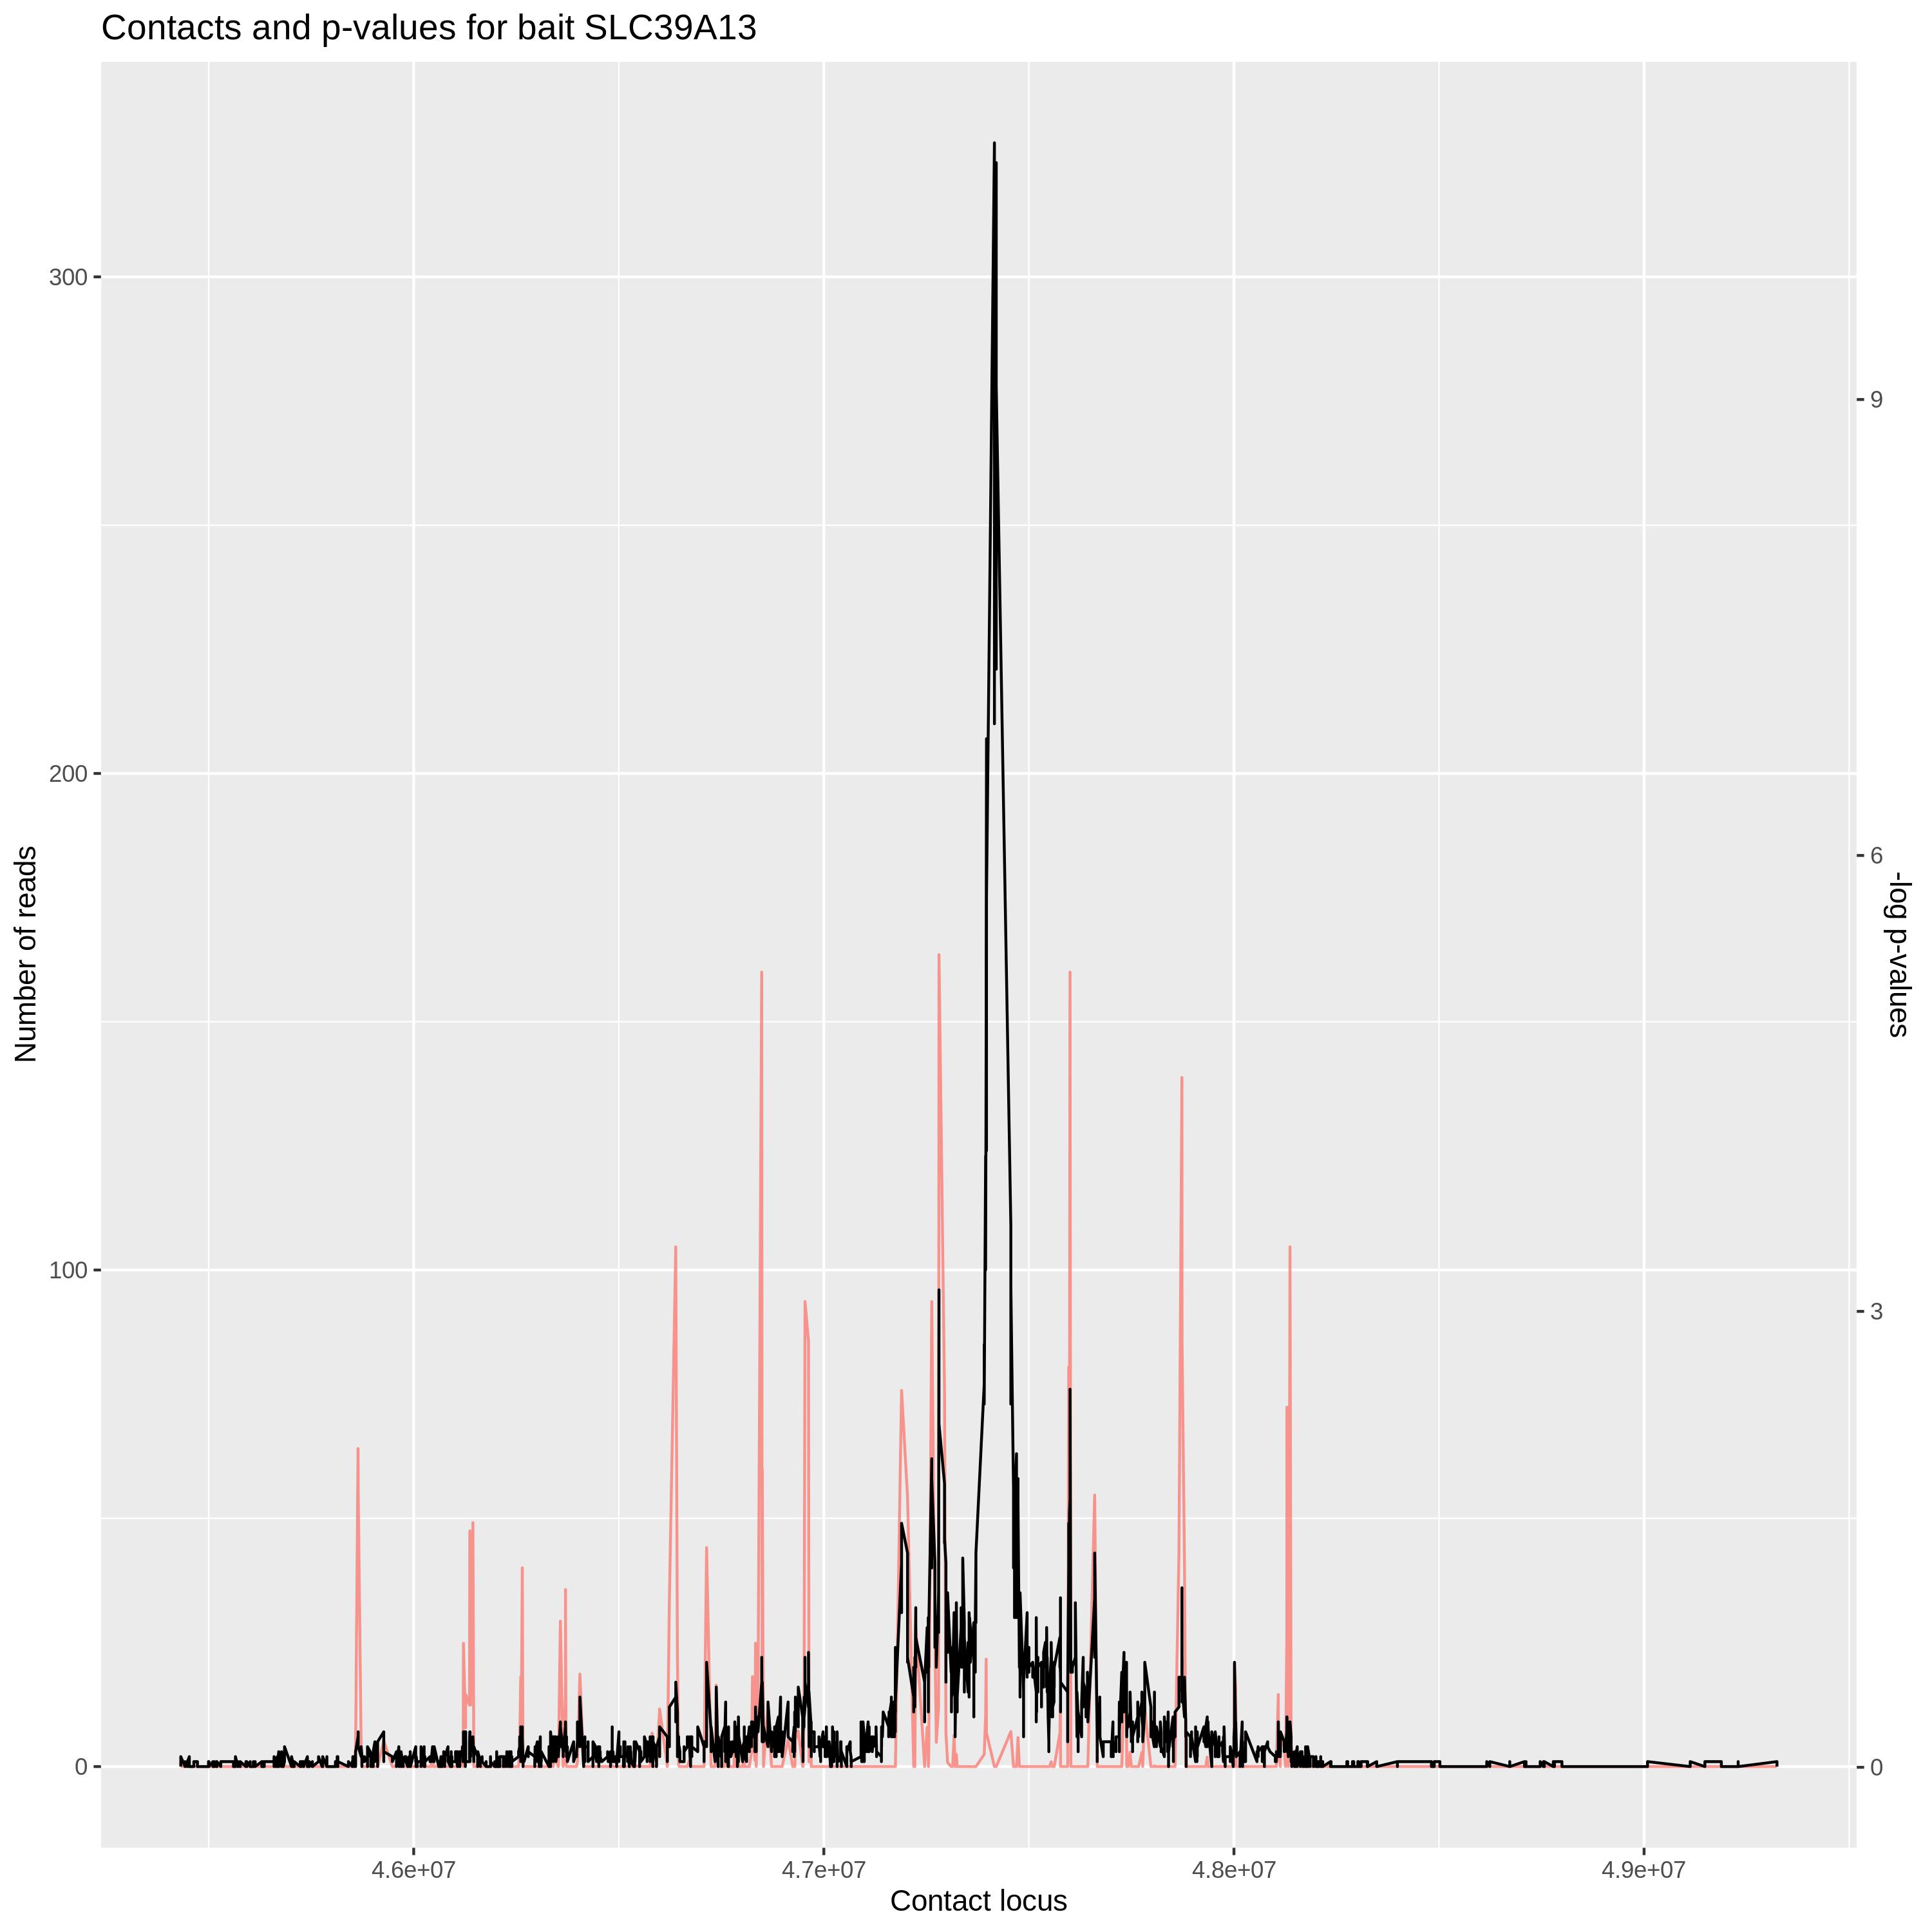 Contacts and p-values for bait SLC39A13
300
200
100
0
Number of reads
9
6
3
0
-log p-values
4.6e+07
4.7e+07
4.8e+07
4.9e+07
Contact locus